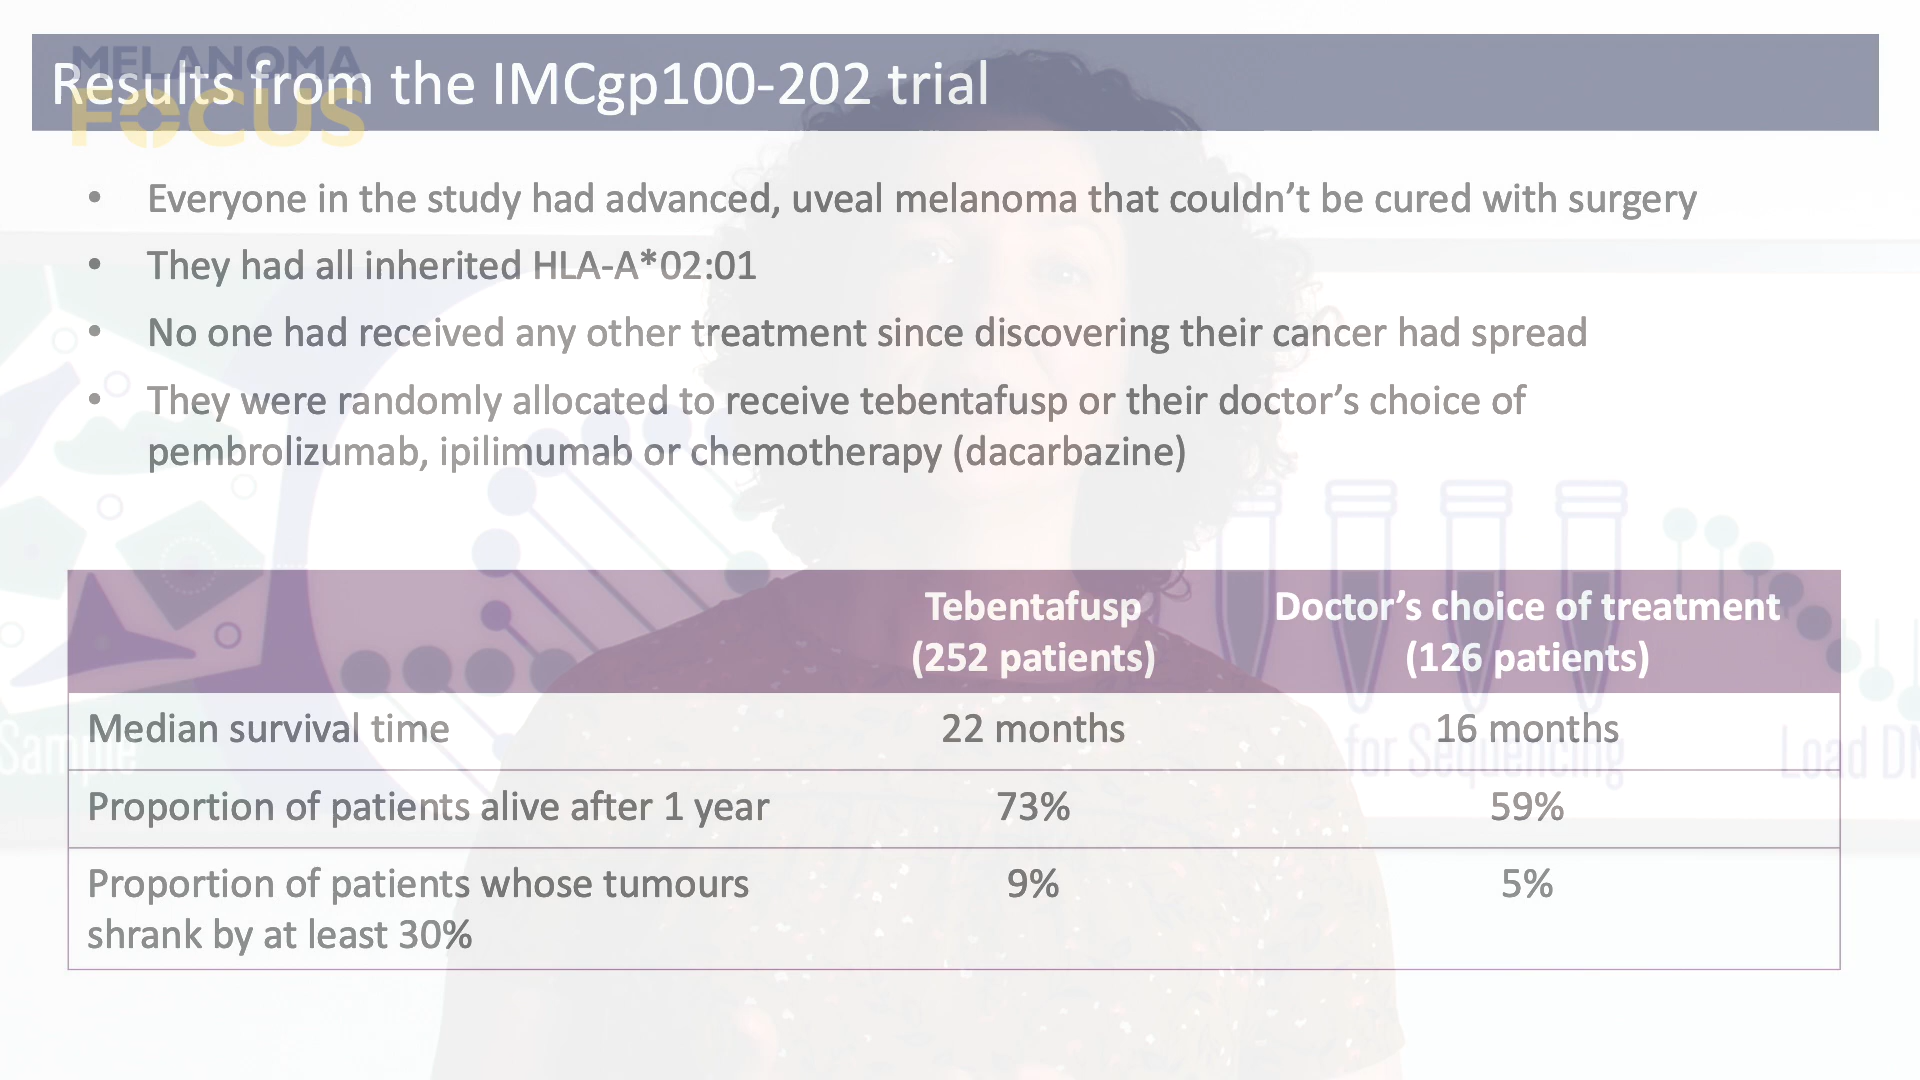 MELANOMA
FOCUS
Results from the IMCgp100-202 trial
• Everyone in the study had advanced, uveal melanoma that couldn’t be cured with surgery
• They had all inherited HLA-A*02:01
• No one had received any other treatment since discovering their cancer had spread
• They were randomly allocated to receive tebentafusp or their doctor’s choice of
pembrolizumab, ipilimumab or chemotherapy (dacarbazine)
Tebentafusp
(252 patients)
Doctor’s choice of treatment
(126 patients)
Median survival time 22 months 16 months
Proportion of patients alive after 1 year 73% 59%
Proportion of patients whose tumours 9% 5%
shrank by at least 30%
Sample
for Sequencing
Load